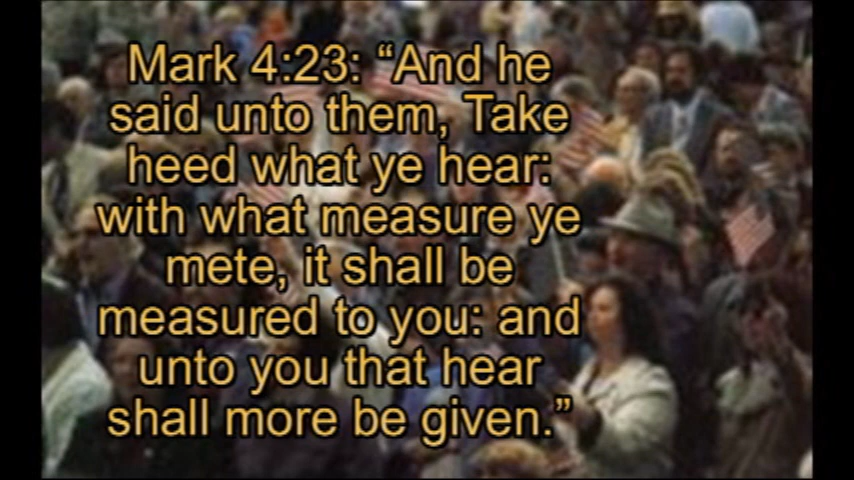 Mark 4:23: “And he
said unto them, Take
heed what ye hear:
with what measure ye
mete, it shall be
measured to you: and
unto you that hear
shall more be given.”